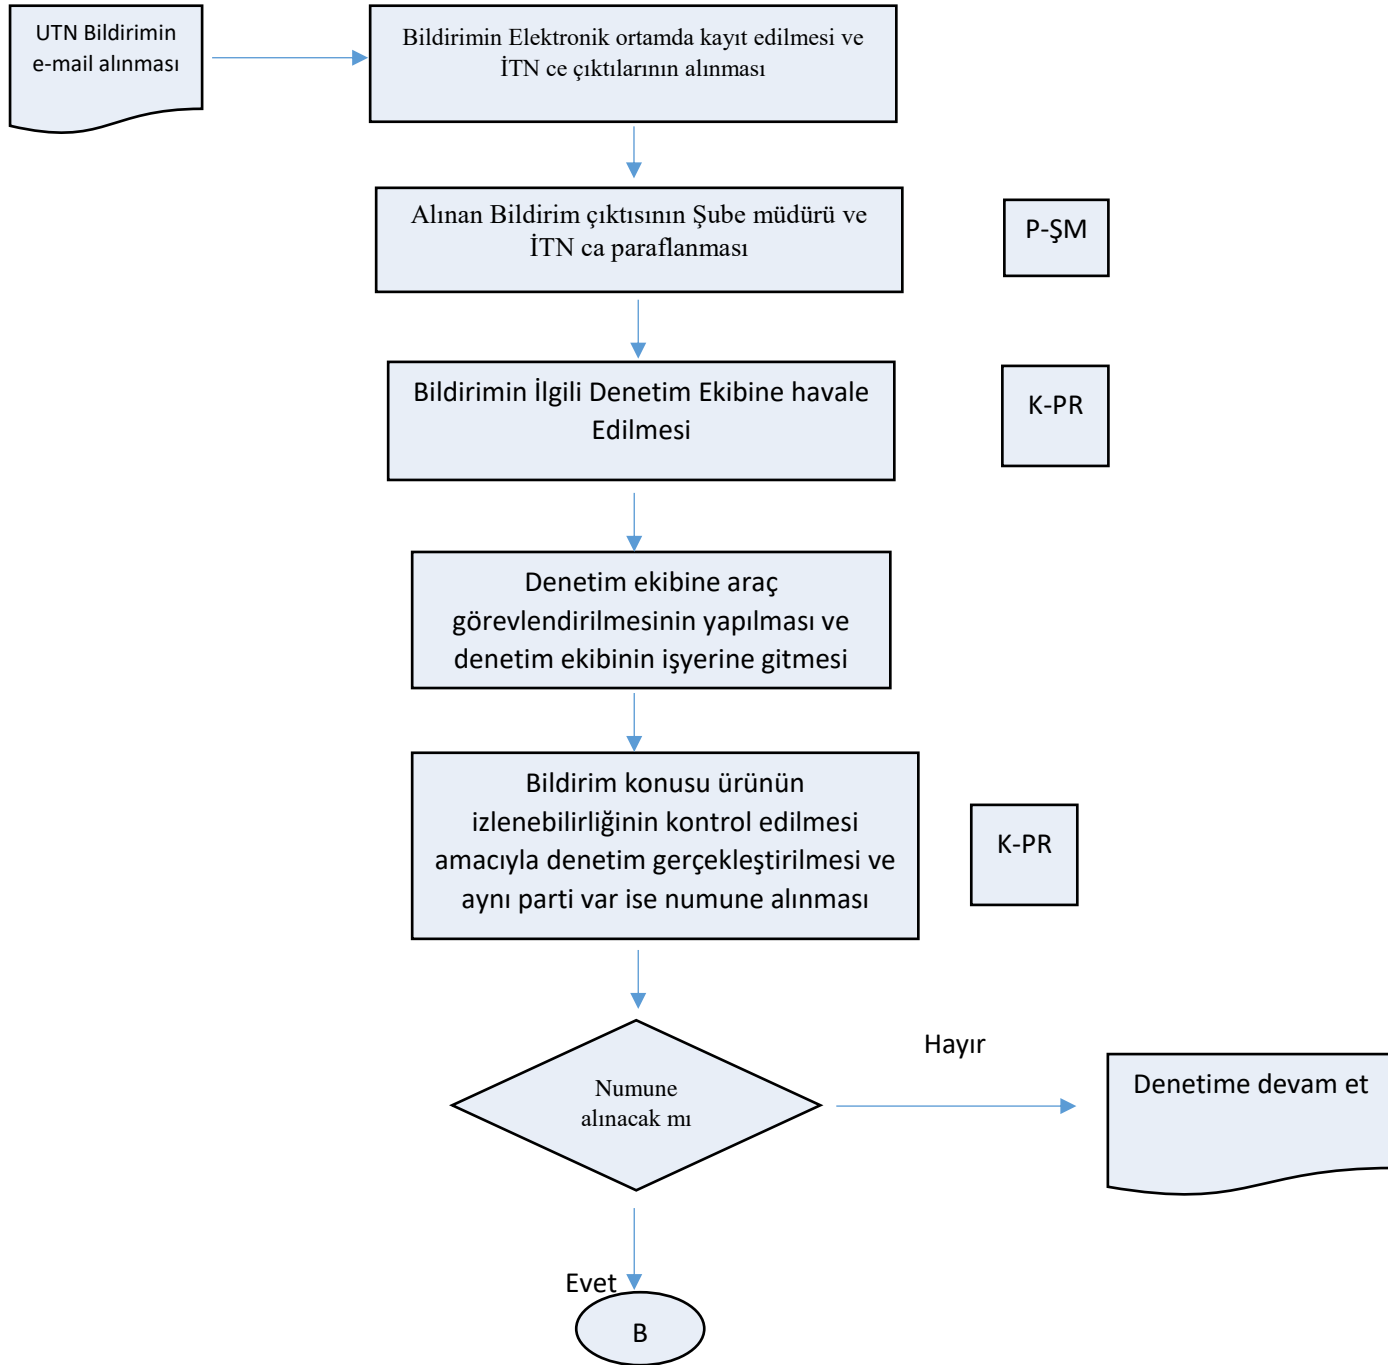 UTN Bildirimin
e-mail alınması
Bildirimin Elektronik ortamda kayıt edilmesi ve
İTN ce çıktılarının alınması
Alınan Bildirim çıktısının Şube müdürü ve
İTN ca paraflanması
P-ŞM
Bildirimin İlgili Denetim Ekibine havale
Edilmesi
K-PR
Denetim ekibine araç
görevlendirilmesinin yapılması ve
denetim ekibinin işyerine gitmesi
Bildirim konusu ürünün
izlenebilirliğinin kontrol edilmesi
amacıyla denetim gerçekleştirilmesi ve
aynı parti var ise numune alınması
K-PR
Numune
alınacak mı
Hayır
Denetime devam et
Evet
B